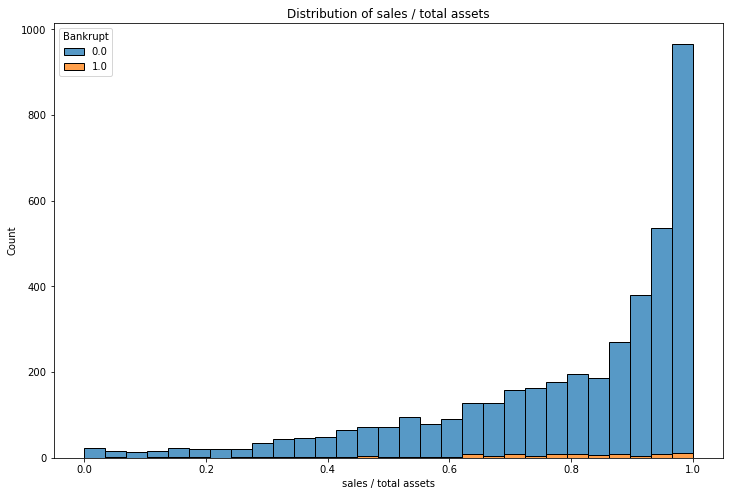 Distribution of sales / total assets
Bankrupt
0.0
1.0
1000
800
600
400
200
0
Count
0.0 0.2 0.4 0.6 0.8 1.0
sales / total assets